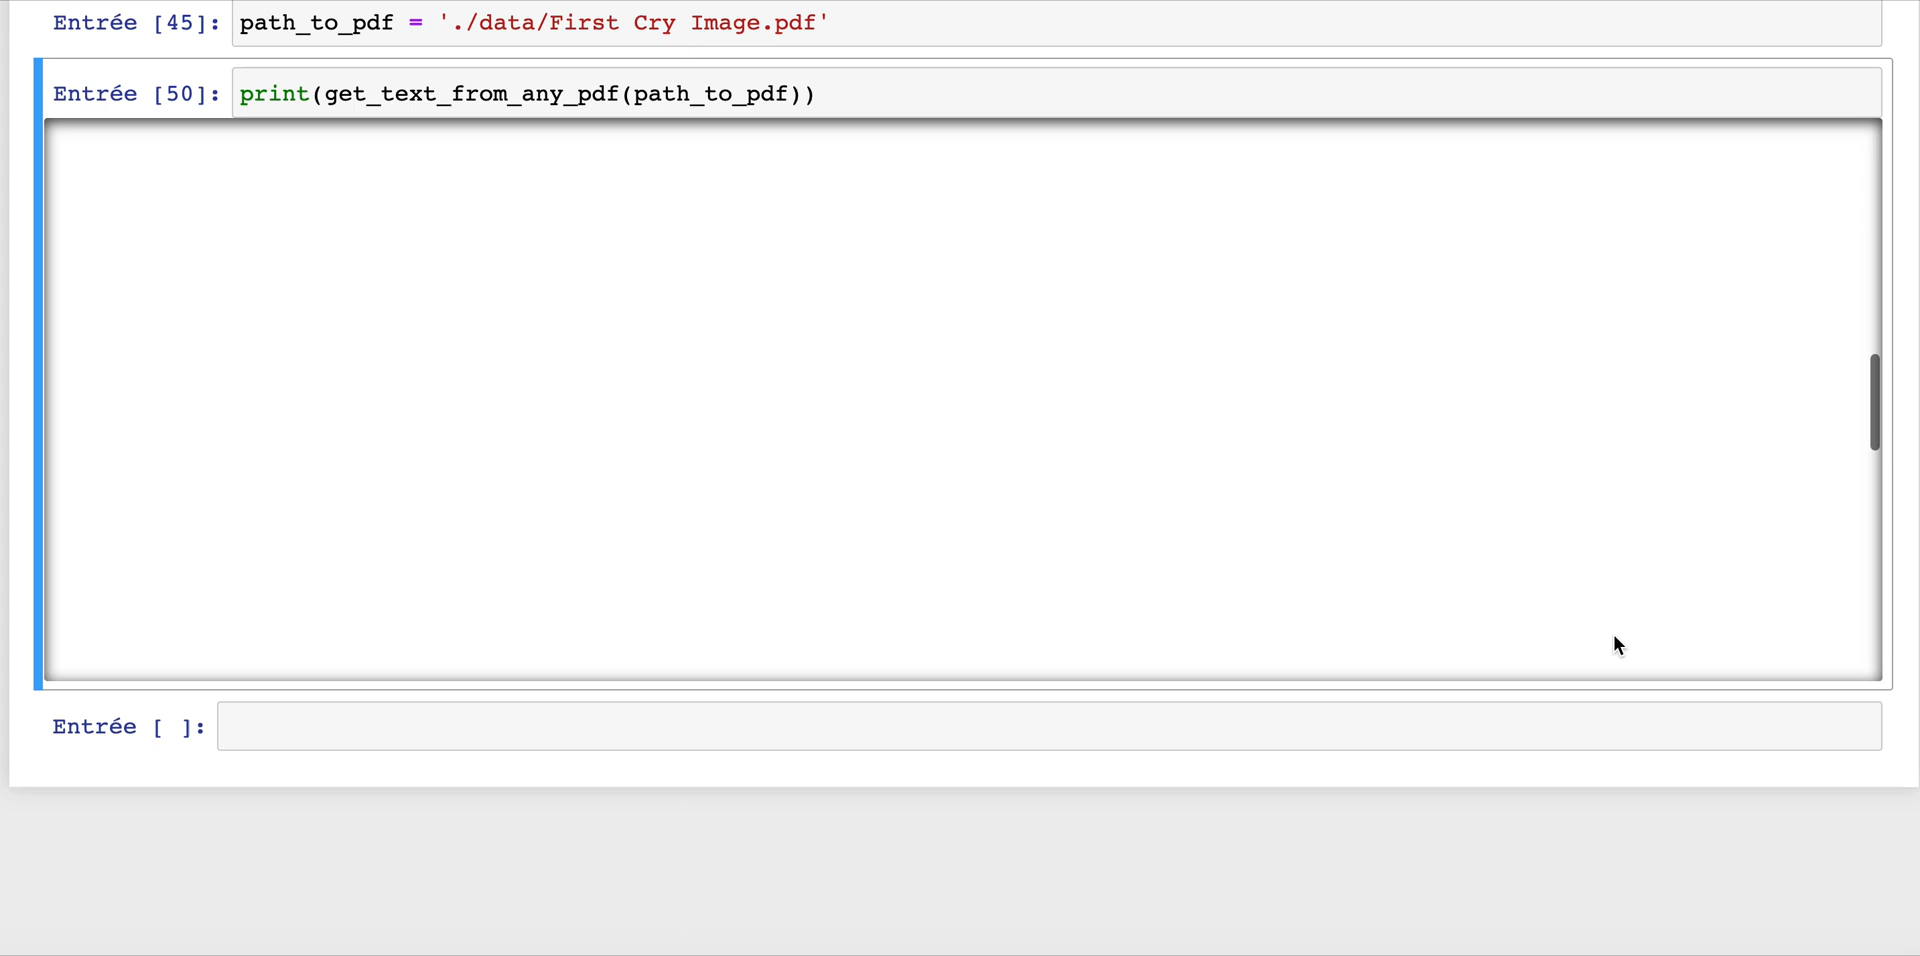 Entrée [45]: path_to_pdf = './data/First Cry Image.pdf'
Entrée [50]: print(get_text_from_any_pdf(path_to_pdf))
Entrée [ ]: